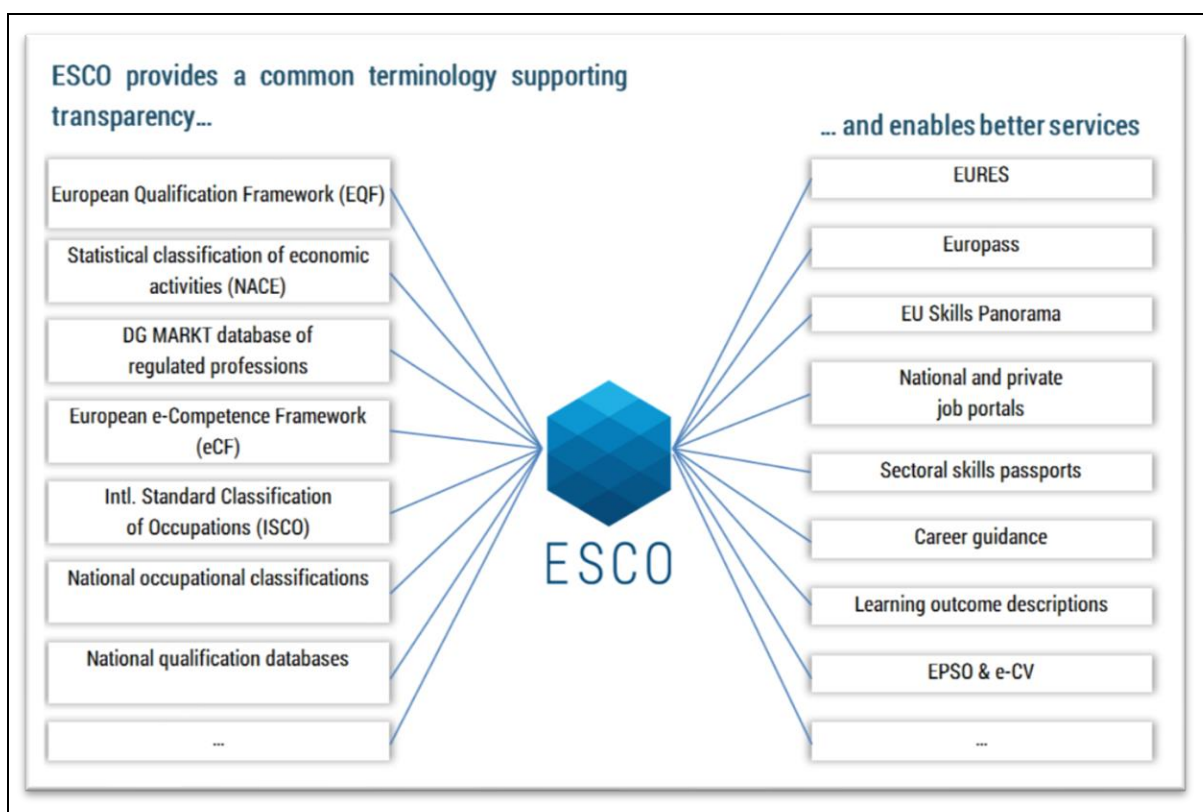 ESCO provides a common terminology supporting
transparency...
European Qualification Framework (EQF)
Statistical classification of economic
activities (NACE)
DG MARKT database of
regulated professions
European e-Competence Framework
(eCF)
Intl. Standard Classification
of Occupations (ISCO)
National occupational classifications
National qualification databases
...
ESCO
... and enables better services
EURES
Europass
EU Skills Panorama
National and private
job portals
Sectoral skills passports
Career guidance
Learning outcome descriptions
EPSO & e-CV
...